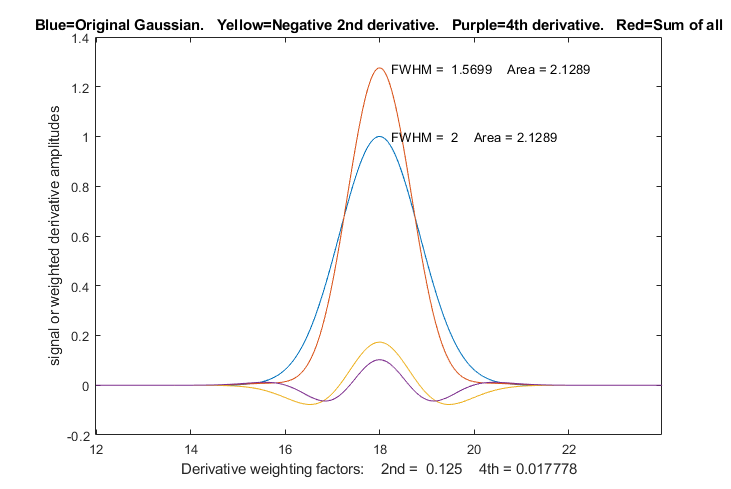 Blue=Original Gaussian. Yellow=Negative 2nd derivative. Purple=4th derivative. Red=Sum of all
1.4
1.2
1
0.8
0.6
0.4
0.2
0
-0.2
signal or weighted derivative amplitudes
FWHM = 1.5699 Area = 2.1289
FWHM = 2 Area = 2.1289
12 14 16 18 20 22
Derivative weighting factors: 2nd = 0.125 4th = 0.017778